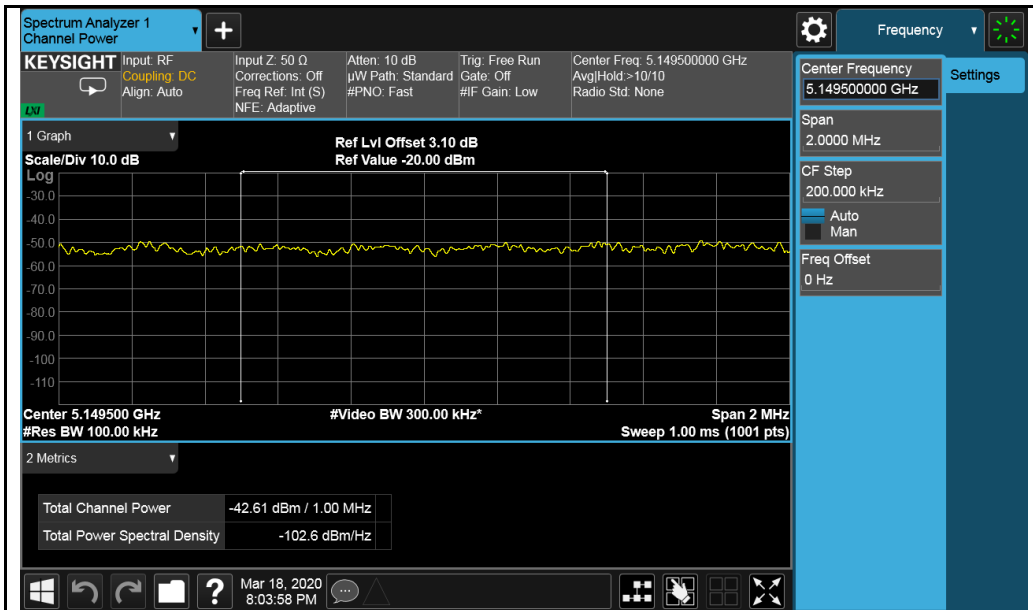 Spectrum Analyzer 1
Channel Power
+
Frequency
KEYSIGHT
LXI
Input: RF
Coupling: DC
Align: Auto
Input Z: 50 Ω
Corrections: Off
Freq Ref: Int (S)
NFE: Adaptive
Atten: 10 dB
µW Path: Standard
#PNO: Fast
Trig: Free Run
Gate: Off
#IF Gain: Low
Center Freq: 5.149500000 GHz
Avg|Hold:>10/10
Radio Std: None
Center Frequency
5.149500000 GHz
Settings
Span
2.0000 MHz
CF Step
200.000 kHz
Auto
Man
Freq Offset
0 Hz
1 Graph
Scale/Div 10.0 dB
Ref Lvl Offset 3.10 dB
Ref Value -20.00 dBm
Log
-30.0
-40.0
-50.0
-60.0
-70.0
-80.0
-90.0
-100
-110
Center 5.149500 GHz
#Video BW 300.00 kHz*
Span 2 MHz
#Res BW 100.00 kHz
Sweep 1.00 ms (1001 pts)
2 Metrics
Total Channel Power -42.61 dBm / 1.00 MHz
Total Power Spectral Density -102.6 dBm/Hz
?
Mar 18, 2020
8:03:58 PM